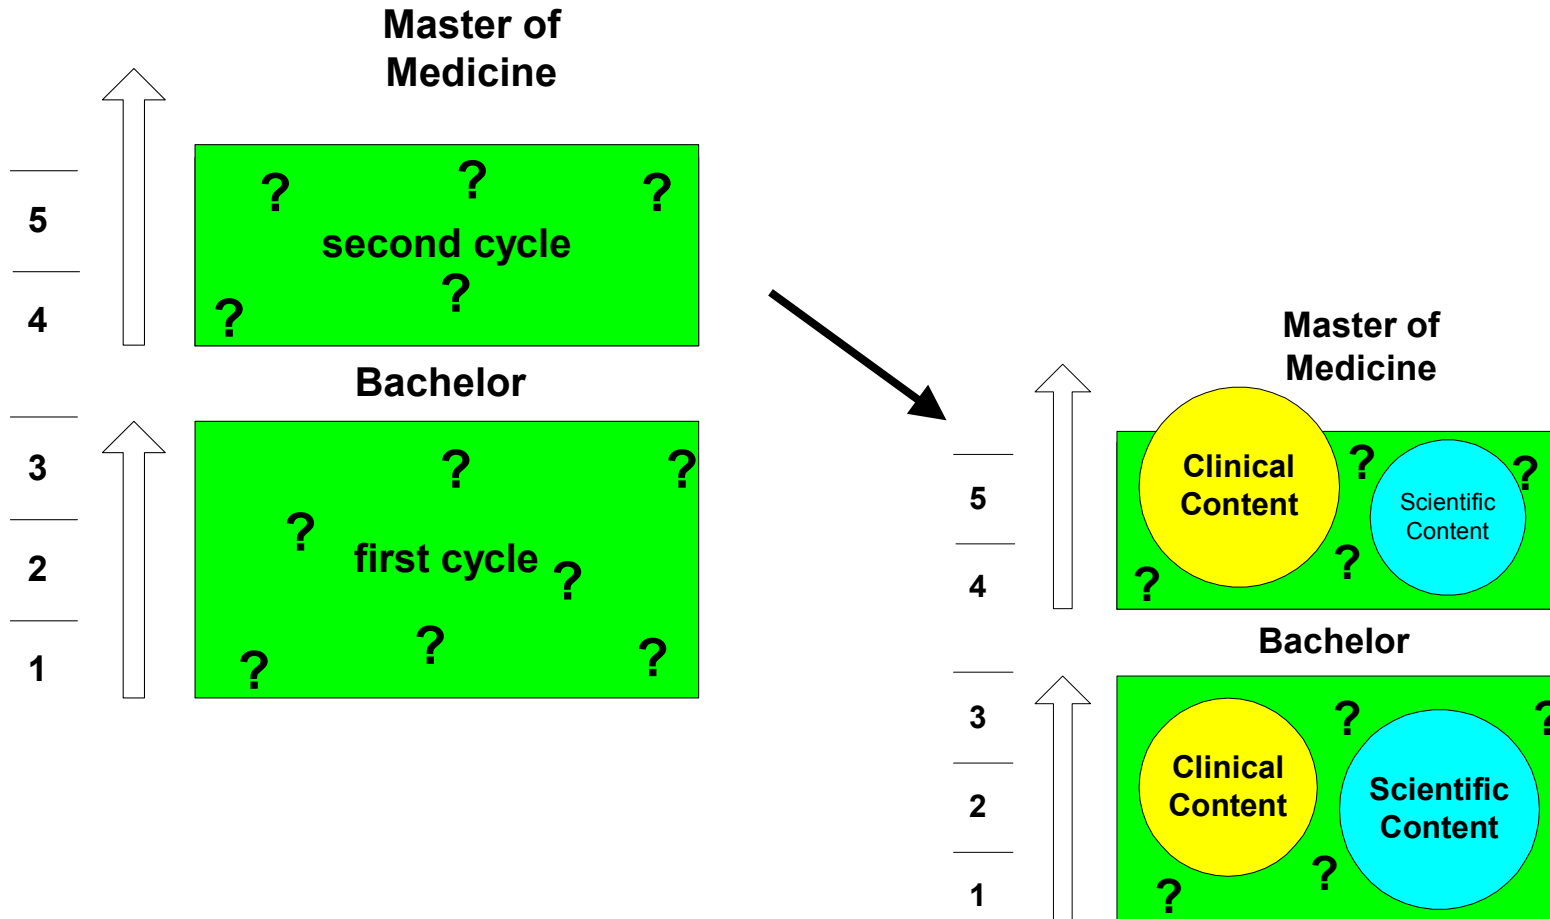 Master of
Medicine
?
?
?
5
second cycle
?
4
?
Bachelor
3
?
?
?
2
first cycle
?
?
1
?
?
Master of
Medicine
Clinical
Content
?
?
5
Scientific
Content
?
4
?
Bachelor
3
?
?
Clinical
Content
Scientific
Content
2
?
1
?